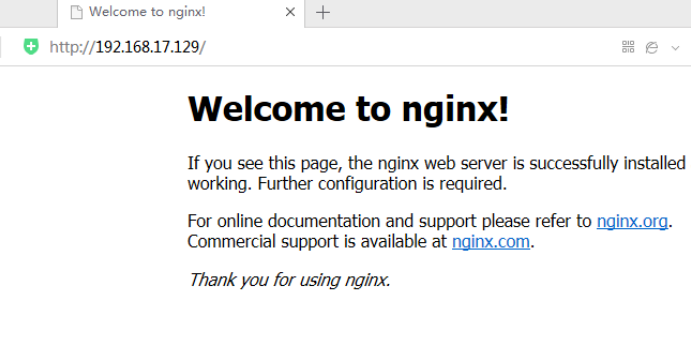 Welcome to nginx!
http://192.168.17.129/
Welcome to nginx!
If you see this page, the nginx web server is successfully installed
working. Further configuration is required.
For online documentation and support please refer to nginx.org.
Commercial support is available at nginx.com.
Thank you for using nginx.